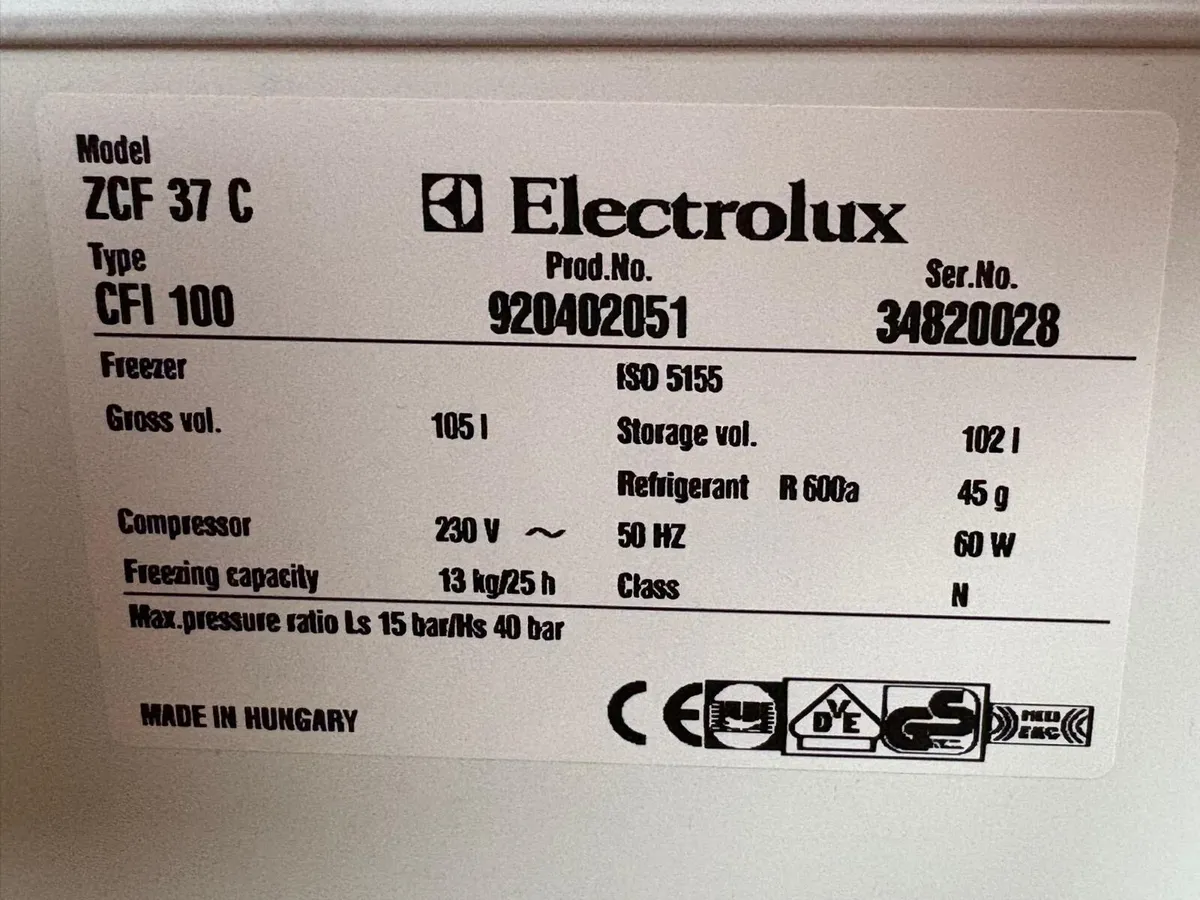 Model
ZCF 37 C
Electrolux
Type
CFI 100
Prod.No.
920402051
Ser.No.
34820028
Freezer ISO 5155
Gross vol. 105 l Storage vol. 102 l
Refrigerant R 600a 45 g
Compressor 230 V ~ 50 HZ 60 W
Freezing capacity 13 kg/25 h Class N
Max.pressure ratio Ls 15 bar/Hs 40 bar
MADE IN HUNGARY
CE
DVE
GS